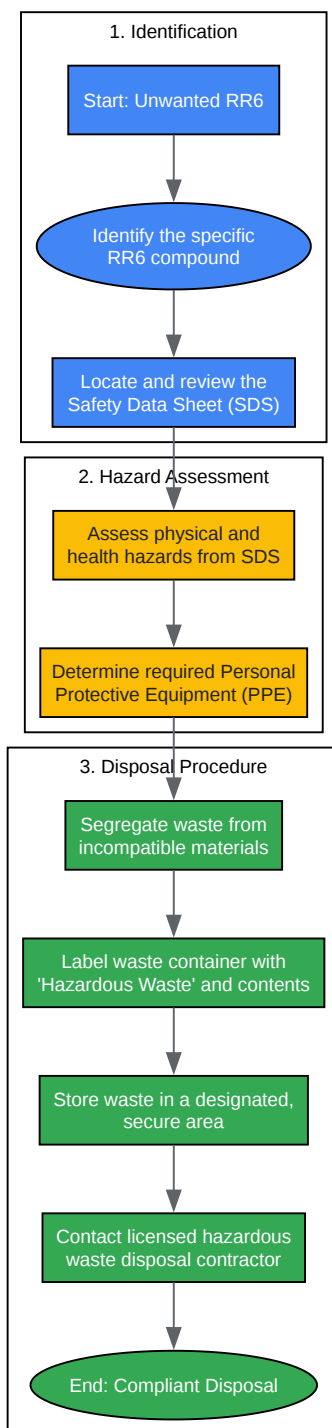 1. Identification
Start: Unwanted RR6
Identify the specific
RR6 compound
Locate and review the
Safety Data Sheet (SDS)
2. Hazard Assessment
Assess physical and
health hazards from SDS
Determine required Personal
Protective Equipment (PPE)
3. Disposal Procedure
Segregate waste from
incompatible materials
Label waste container with
'Hazardous Waste' and contents
Store waste in a designated,
secure area
Contact licensed hazardous
waste disposal contractor
End: Compliant Disposal